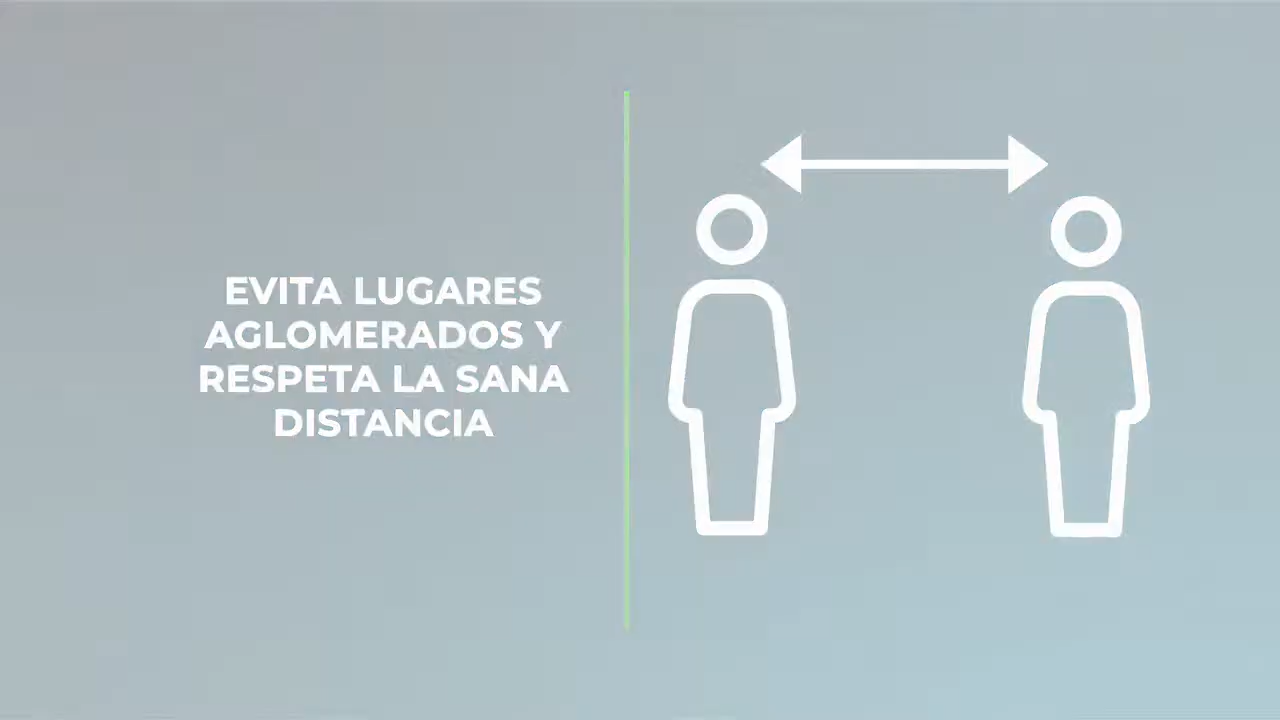 EVITA LUGARES
AGLOMERADOS Y
RESPETA LA SANA
DISTANCIA